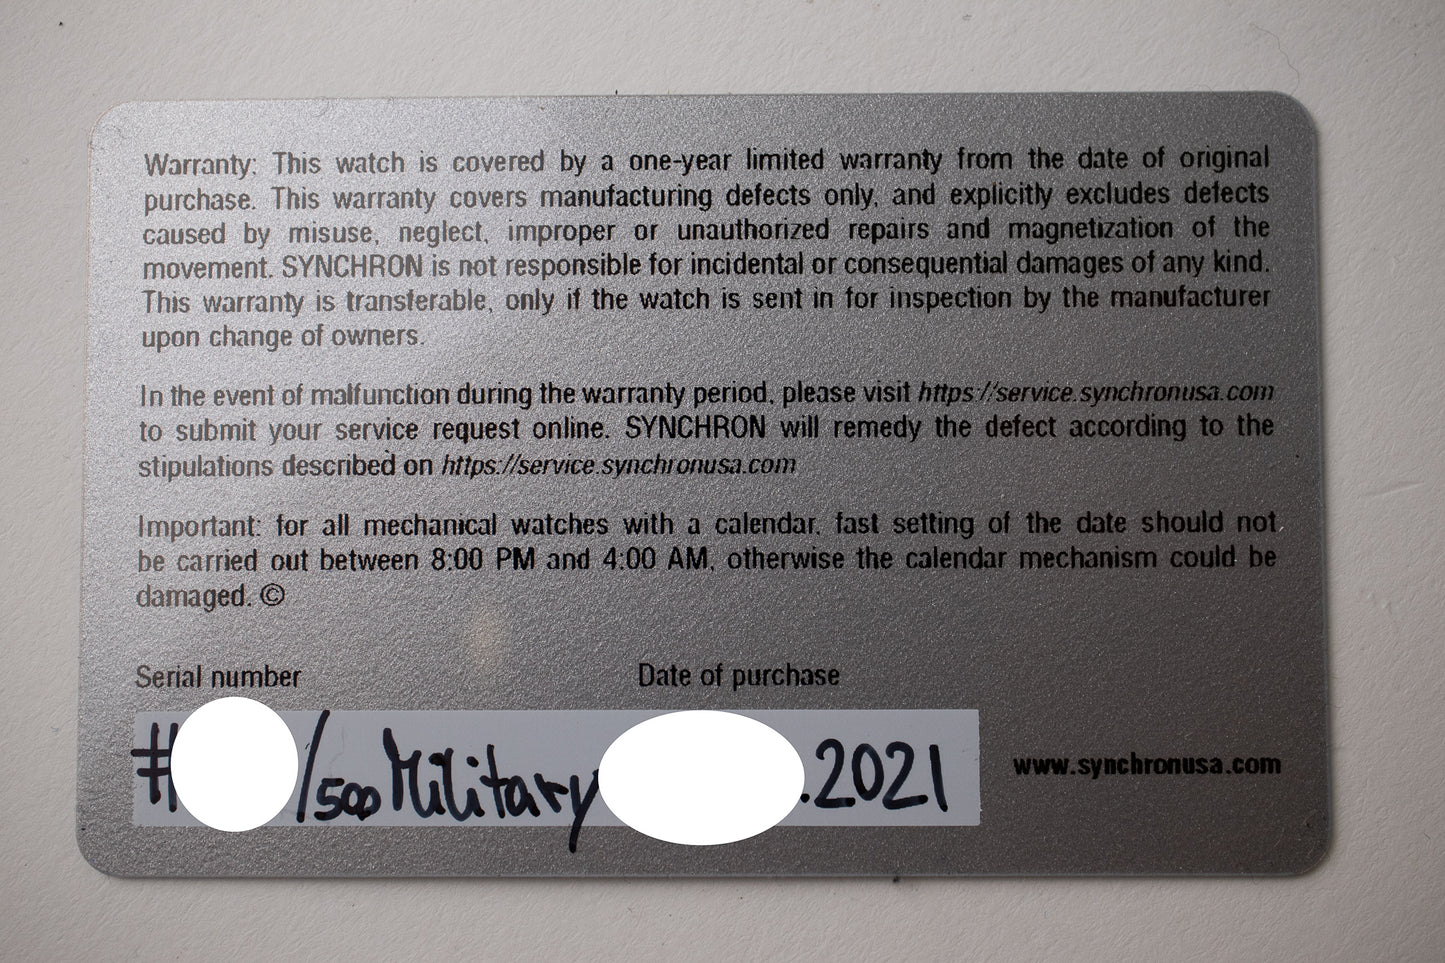 Warranty: This watch is covered by a one-year limited warranty from the date of original
purchase. This warranty covers manufacturing defects only, and explicitly excludes defects
caused by misuse, neglect, improper or unauthorized repairs and magnetization of the
movement. SYNCHRON is not responsible for incidental or consequential damages of any kind.
This warranty is transferable, only if the watch is sent in for inspection by the manufacturer
upon change of owners.
In the event of malfunction during the warranty period, please visit https://service.synchronusa.com
to submit your service request online. SYNCHRON will remedy the defect according to the
stipulations described on https://service.synchronusa.com
Important: for all mechanical watches with a calendar, fast setting of the date should not
be carried out between 8:00 PM and 4:00 AM, otherwise the calendar mechanism could be
damaged. ©
Serial number Date of purchase
# /500 Military .2021
www.synchronusa.com